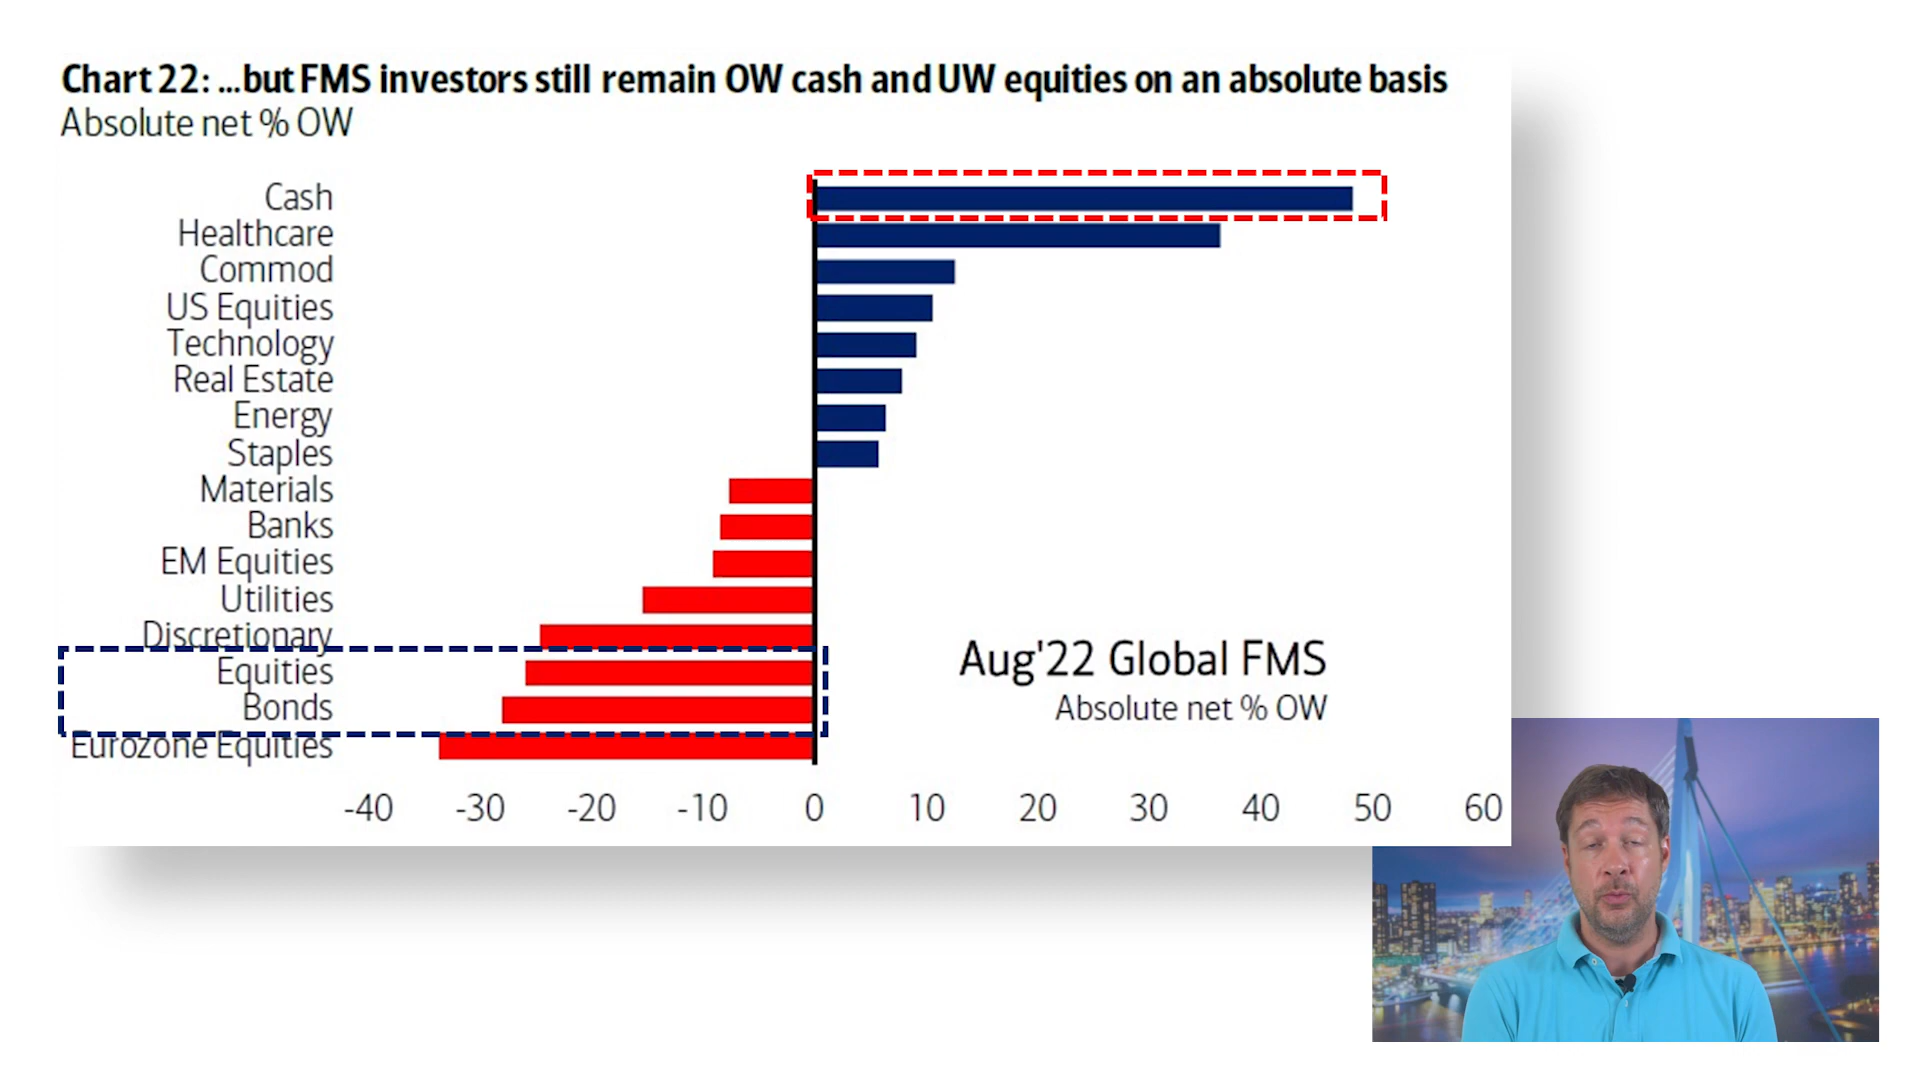 Chart 22: ...but FMS investors still remain OW cash and UW equities on an absolute basis
Absolute net % OW
Cash
Healthcare
Commod
US Equities
Technology
Real Estate
Energy
Staples
Materials
Banks
EM Equities
Utilities
Discretionary
Equities
Bonds
Eurozone Equities
Aug'22 Global FMS
Absolute net % OW
-40 -30 -20 -10 0 10 20 30 40 50 60